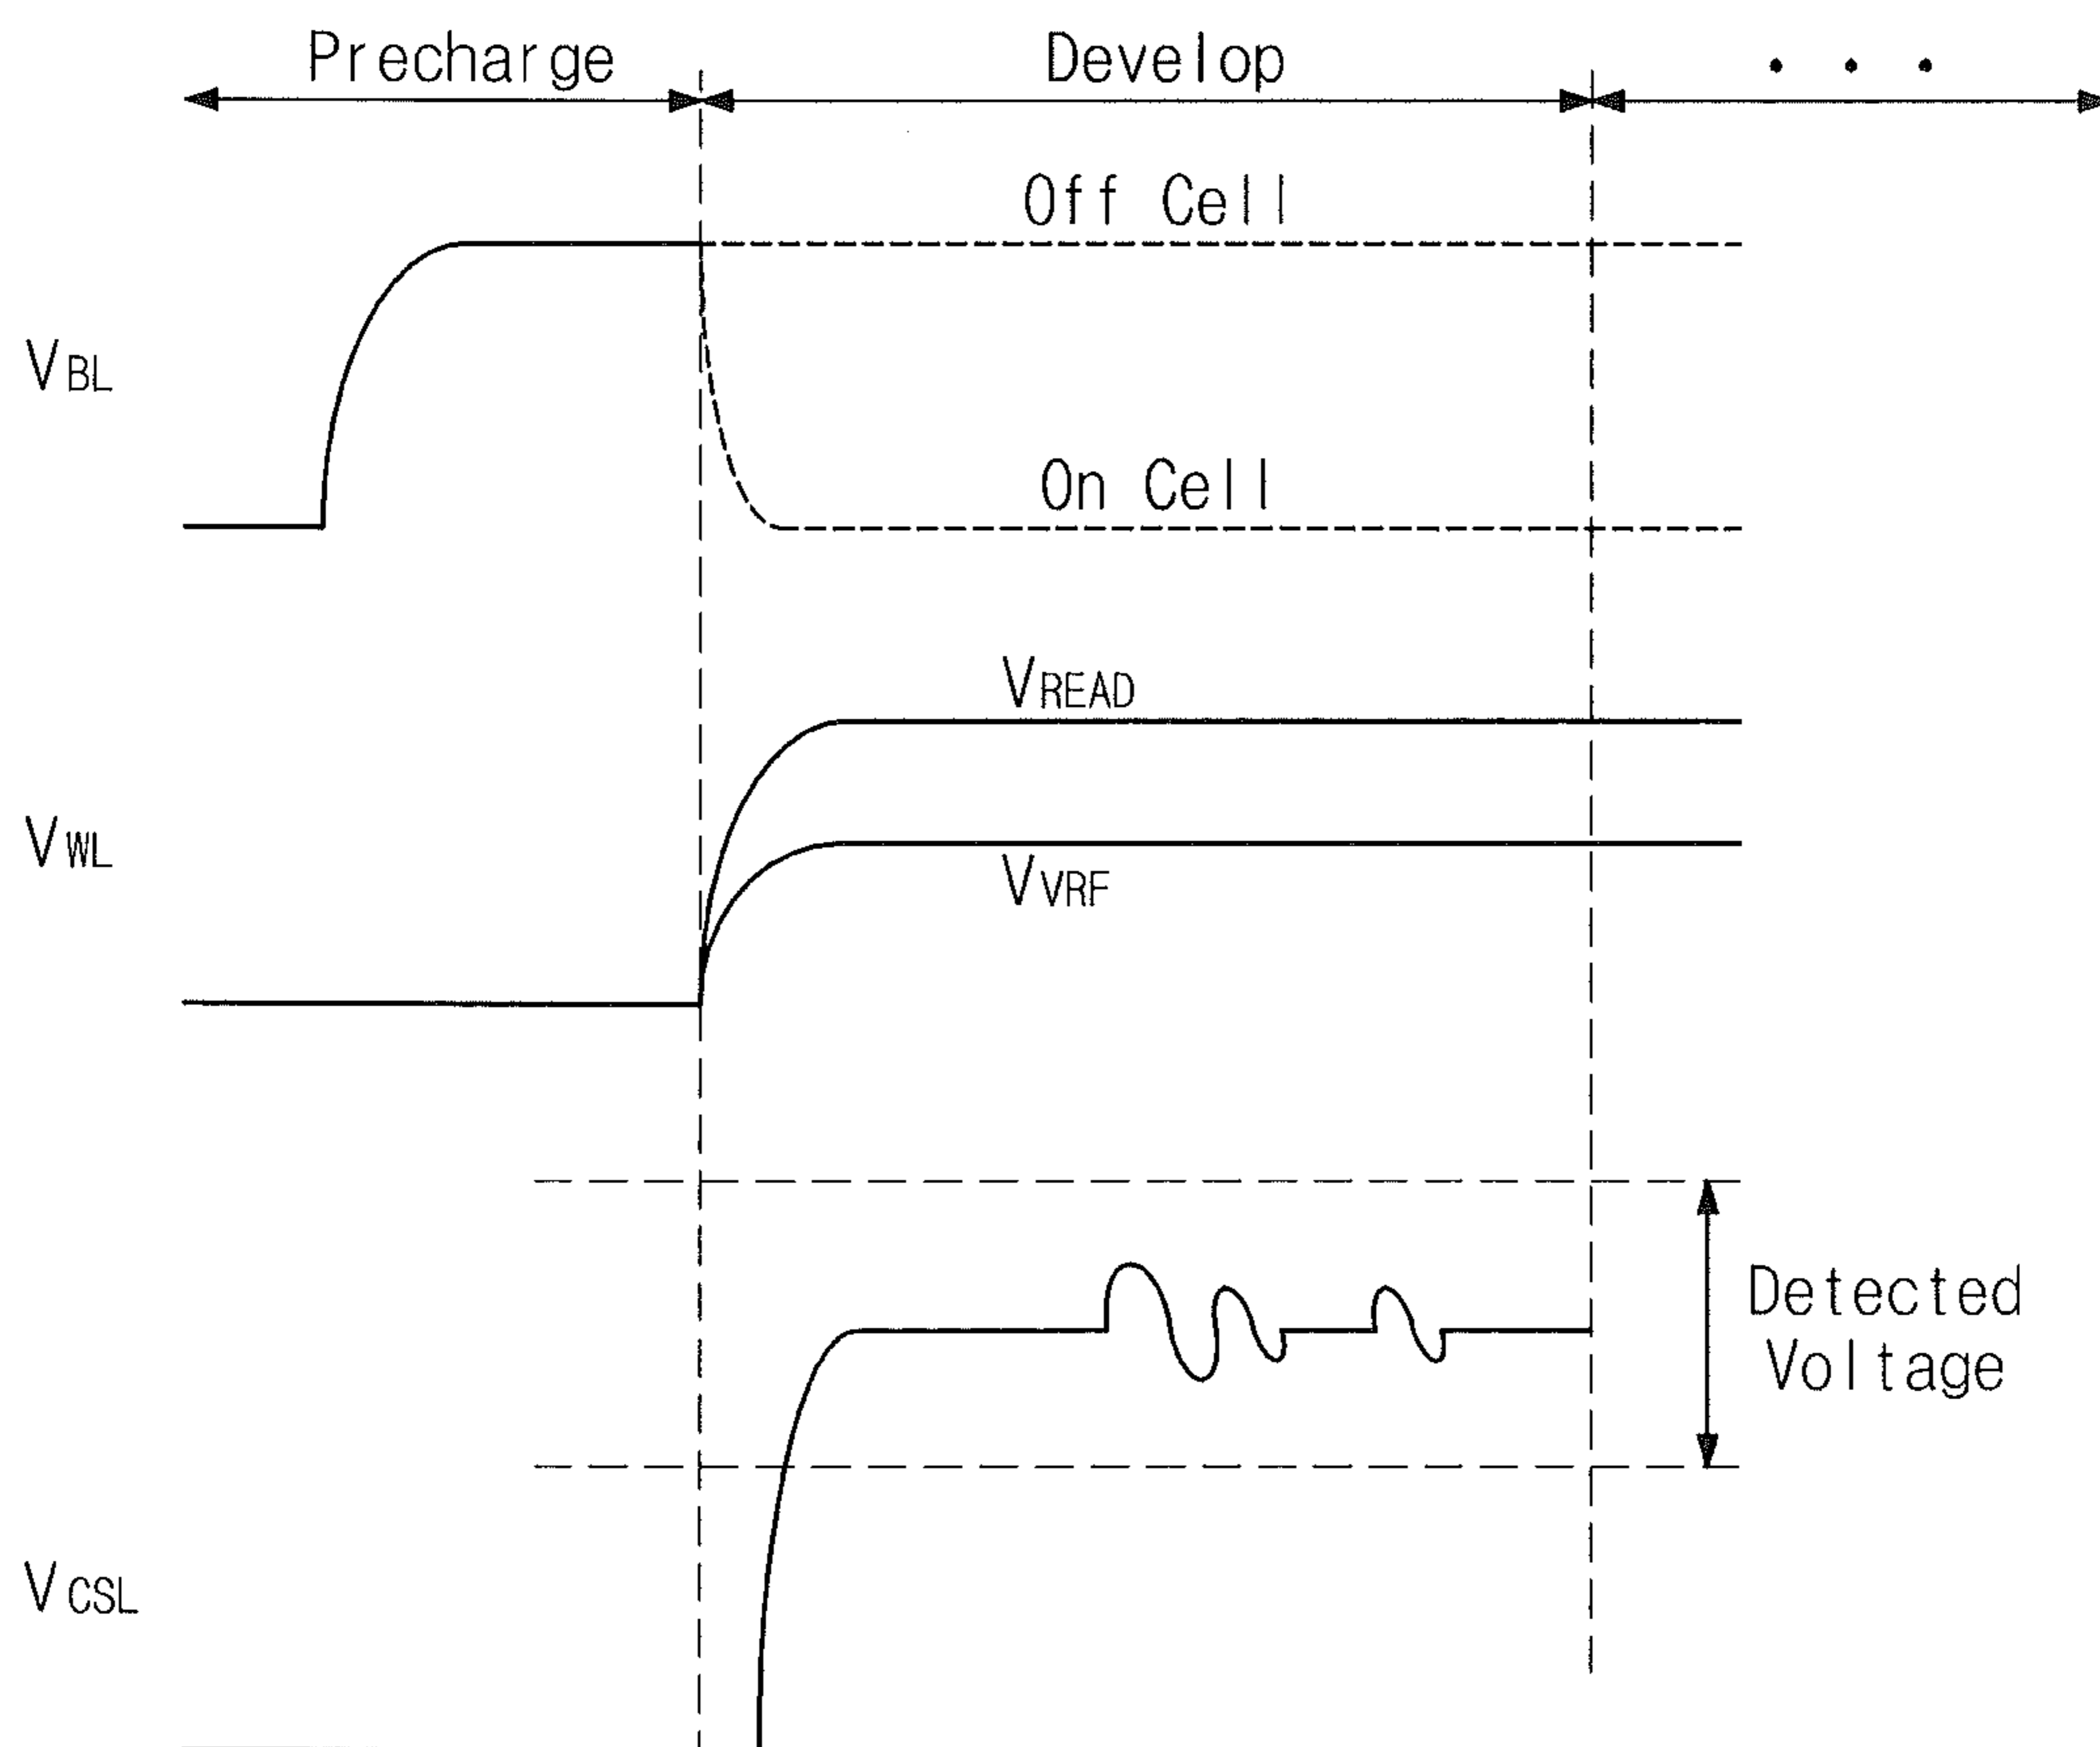 Precharge Develop . . .
Off Cell
VBL
On Cell
VREAD
VWL
VVRF
Detected
Voltage
VCSL